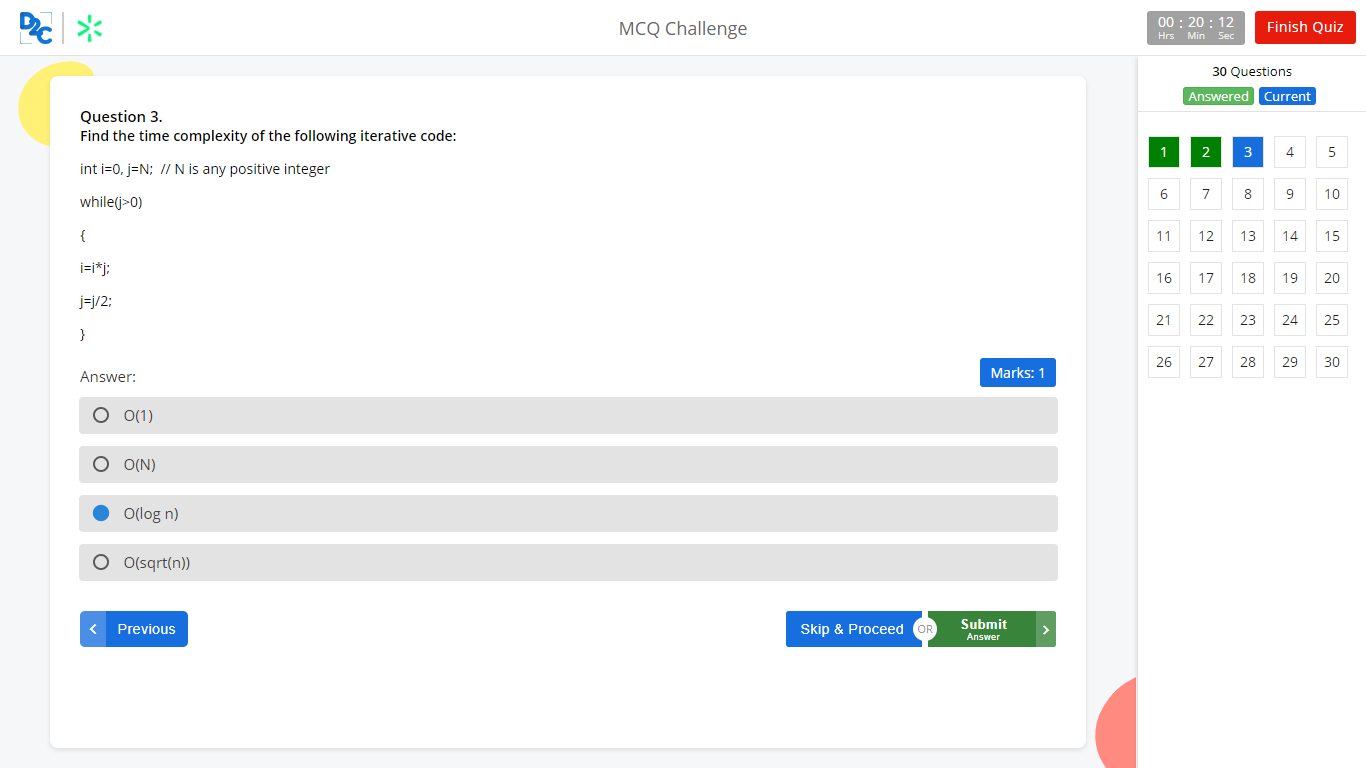 D2C
MCQ Challenge
00 : 20 : 12
Hrs Min Sec
Finish Quiz
30 Questions
Answered Current
Question 3.
Find the time complexity of the following iterative code:
int i=0, j=N;  // N is any positive integer
while(j>0)
{
i=i*j;
j=j/2;
}
Answer:
Marks: 1
O(1)
O(N)
O(log n)
O(sqrt(n))
Previous
Skip & Proceed
OR
Submit
Answer
1 2 3 4 5
6 7 8 9 10
11 12 13 14 15
16 17 18 19 20
21 22 23 24 25
26 27 28 29 30